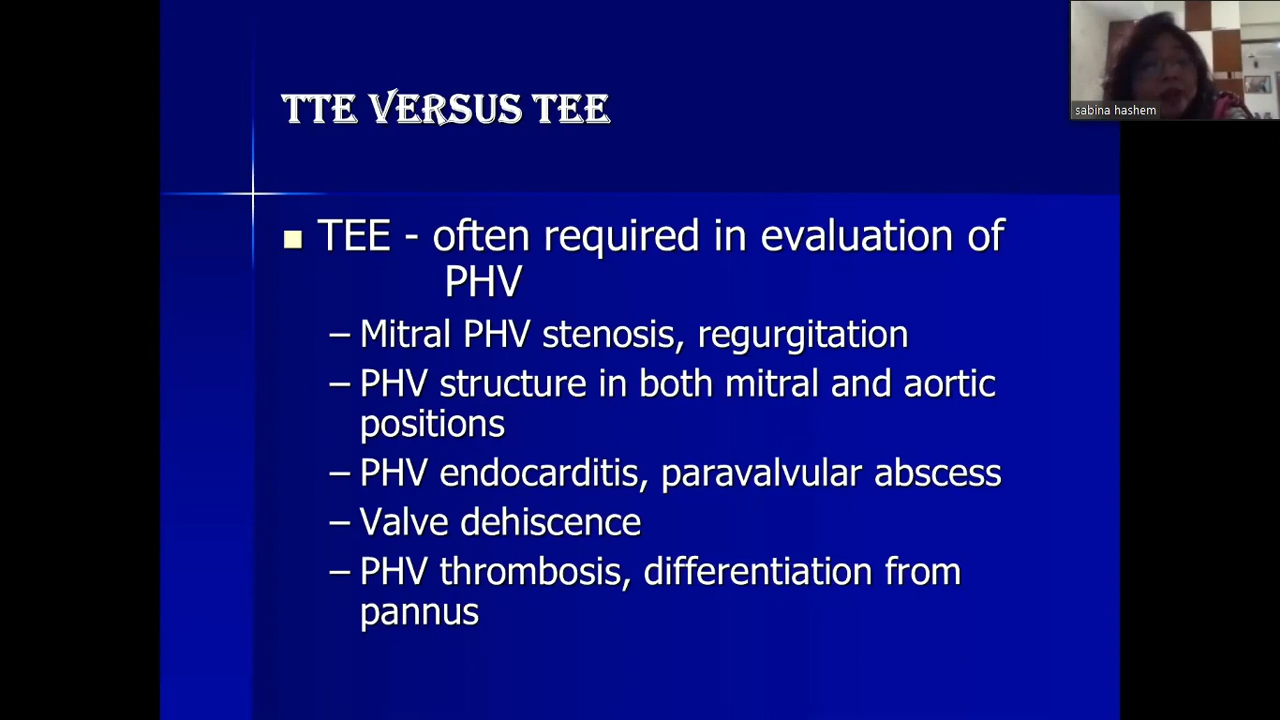 sabina hashem
TTE VERSUS TEE
■ TEE - often required in evaluation of
PHV
– Mitral PHV stenosis, regurgitation
– PHV structure in both mitral and aortic
positions
– PHV endocarditis, paravalvular abscess
– Valve dehiscence
– PHV thrombosis, differentiation from
pannus